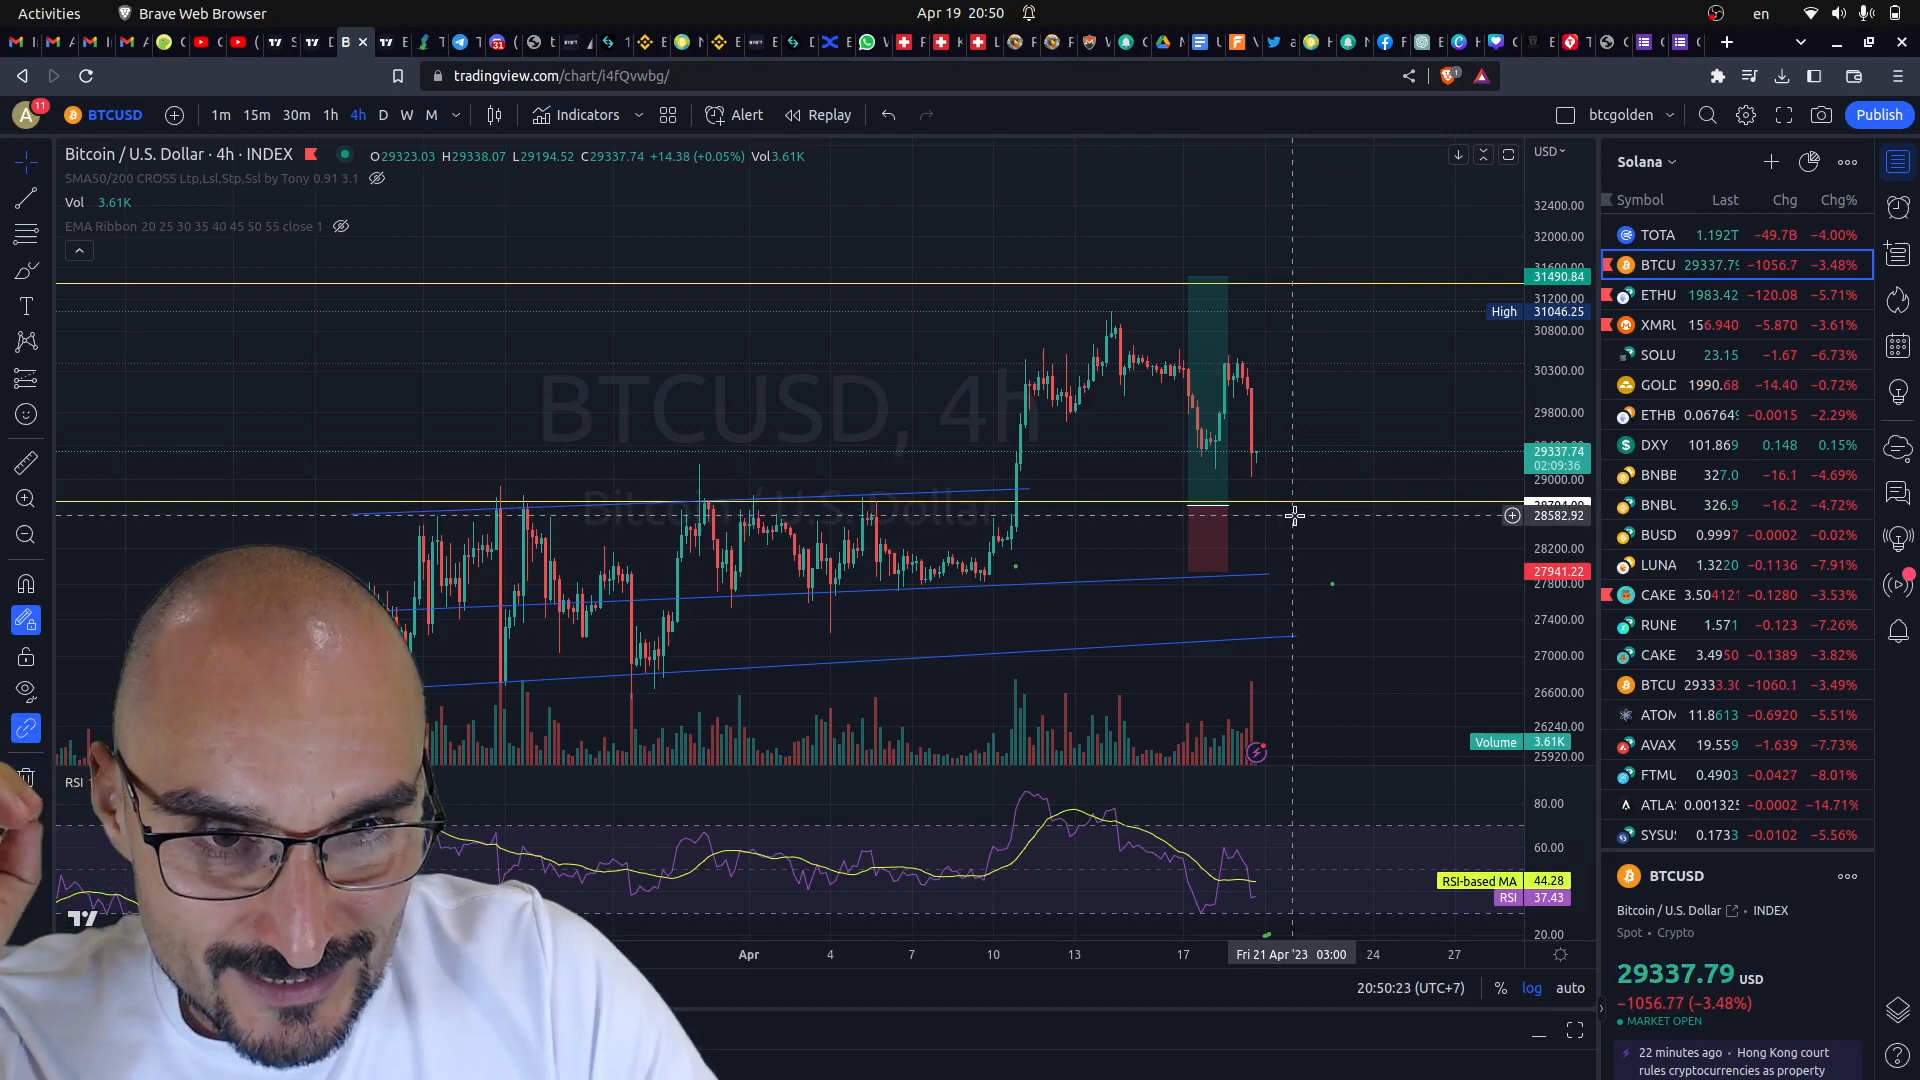 Activities
Brave Web Browser
Apr 19 20:50
en
tradingview.com/chart/i4fQvwbg/
A 11
BTCUSD
1m 15m 30m 1h 4h D W M
Indicators
Alert
Replay
btcgolden
Publish
Bitcoin / U.S. Dollar · 4h · INDEX
O29323.03 H29338.07 L29194.52 C29337.74 +14.38 (+0.05%) Vol3.61K
SMA50/200 CROSS Ltp,Lsl,Stp,Ssl by Tony 0.91 3.1
Vol 3.61K
EMA Ribbon 20 25 30 35 40 45 50 55 close 1
BTCUSD, 4h
Bitcoin / U.S. Dollar
USD
32400.00
32000.00
31490.84
31200.00
High 31046.25
30800.00
30300.00
29800.00
29337.74
02:09:36
29000.00
28582.92
28200.00
27941.22
27800.00
27400.00
27000.00
26600.00
26240.00
Volume 3.61K
25920.00
RSI
80.00
60.00
RSI-based MA 44.28
RSI 37.43
20.00
Apr 4 7 10 13 17 Fri 21 Apr '23 03:00 24 27
20:50:23 (UTC+7) % log auto
Solana
Symbol Last Chg Chg%
TOTA 1.192T −49.7B −4.00%
BTCU 29337.79 −1056.7 −3.48%
ETHU 1983.42 −120.08 −5.71%
XMRU 156.940 −5.870 −3.61%
SOLU 23.15 −1.67 −6.73%
GOLD 1990.68 −14.40 −0.72%
ETHB 0.067649 −0.0015 −2.29%
DXY 101.869 0.148 0.15%
BNBB 327.0 −16.1 −4.69%
BNBU 326.9 −16.2 −4.72%
BUSD 0.9997 −0.0002 −0.02%
LUNA 1.3220 −0.1136 −7.91%
CAKE 3.504121 −0.1280 −3.53%
RUNE 1.571 −0.123 −7.26%
CAKE 3.4950 −0.1389 −3.82%
BTCU 29333.30 −1060.1 −3.49%
ATOM 11.8613 −0.6920 −5.51%
AVAX 19.559 −1.639 −7.73%
FTMU 0.4903 −0.0427 −8.01%
ATLA 0.001325 −0.0002 −14.71%
SYSU 0.1733 −0.0102 −5.56%
BTCUSD
Bitcoin / U.S. Dollar • INDEX
Spot • Crypto
29337.79 USD
−1056.77 (−3.48%)
MARKET OPEN
22 minutes ago • Hong Kong court
rules cryptocurrencies as property